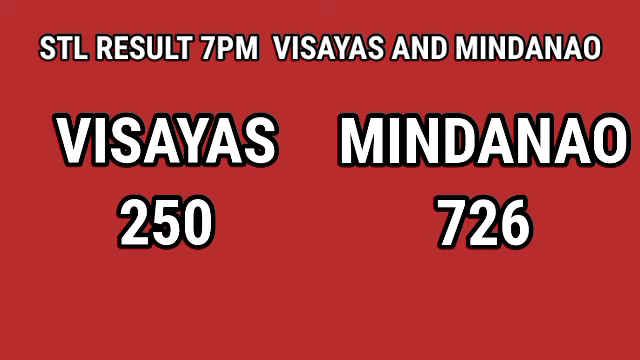 STL RESULT 7PM VISAYAS AND MINDANAO
VISAYAS MINDANAO
250 726